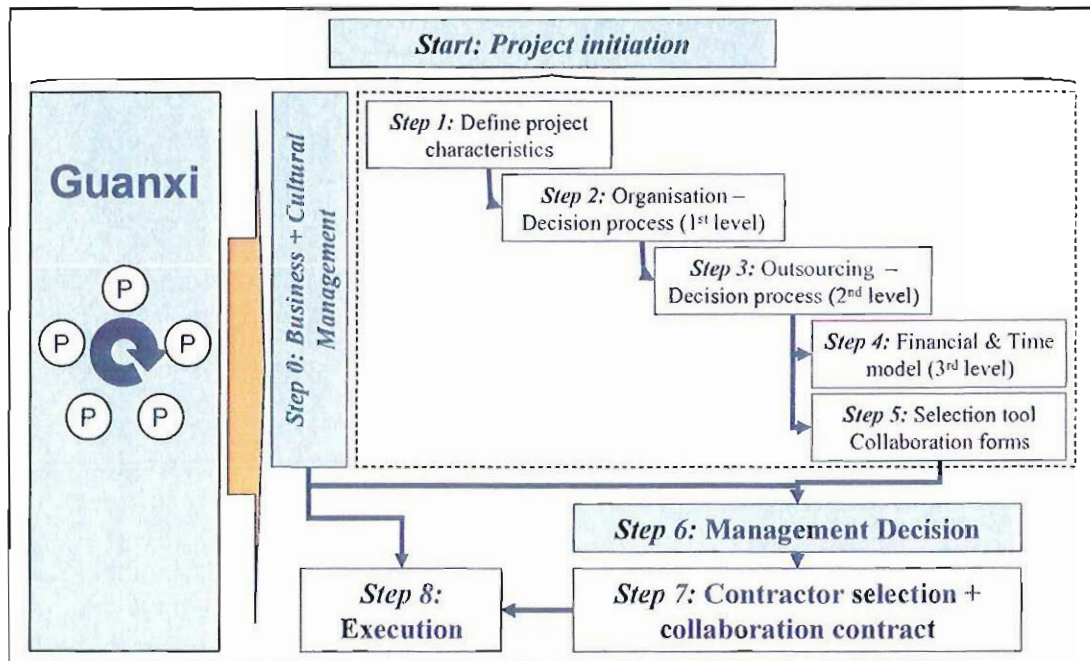 Start: Project initiation
Guanxi
P
P
P
P
P
Step 0: Business + Cultural
Management
Step 1: Define project
characteristics
Step 2: Organisation –
Decision process (1st level)
Step 3: Outsourcing –
Decision process (2nd level)
Step 4: Financial & Time
model (3rd level)
Step 5: Selection tool
Collaboration forms
Step 6: Management Decision
Step 7: Contractor selection +
collaboration contract
Step 8:
Execution